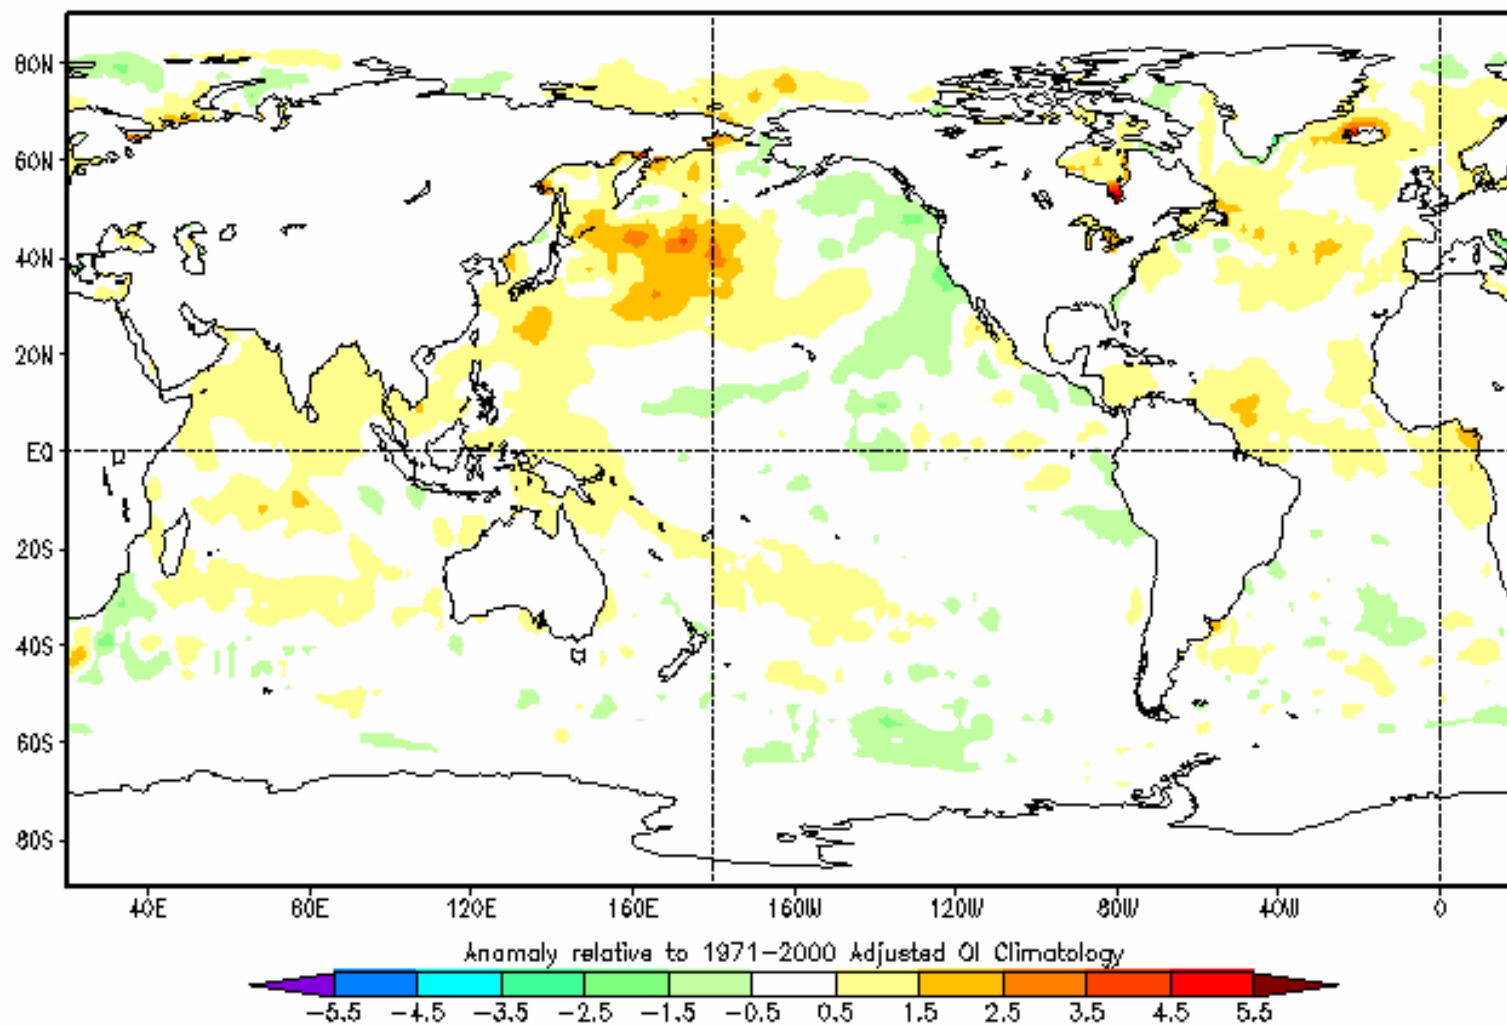 80N
60N
40N
20N
EQ
20S
40S
60S
80S
40E 80E 120E 160E 160W 120W 80W 40W 0
Anomaly relative to 1971-2000 Adjusted OI Climatology
-5.5 -4.5 -3.5 -2.5 -1.5 -0.5 0.5 1.5 2.5 3.5 4.5 5.5